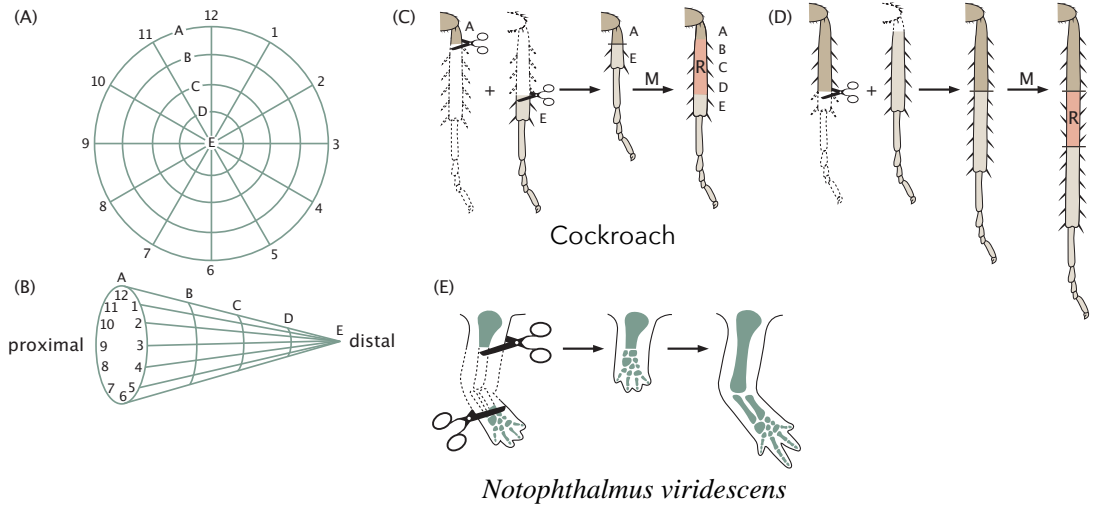 (A)
12
11
A
1
B
10
2
C
D
9
E
3
8
4
7
5
6
(B)
A
12
B
11
1
C
10
2
D
E
proximal
9
3
distal
8
4
7
5
6
(C)
A
+
E
A
E
M
A
B
R
C
D
E
(D)
+
M
R
Cockroach
(E)
Notophthalmus viridescens